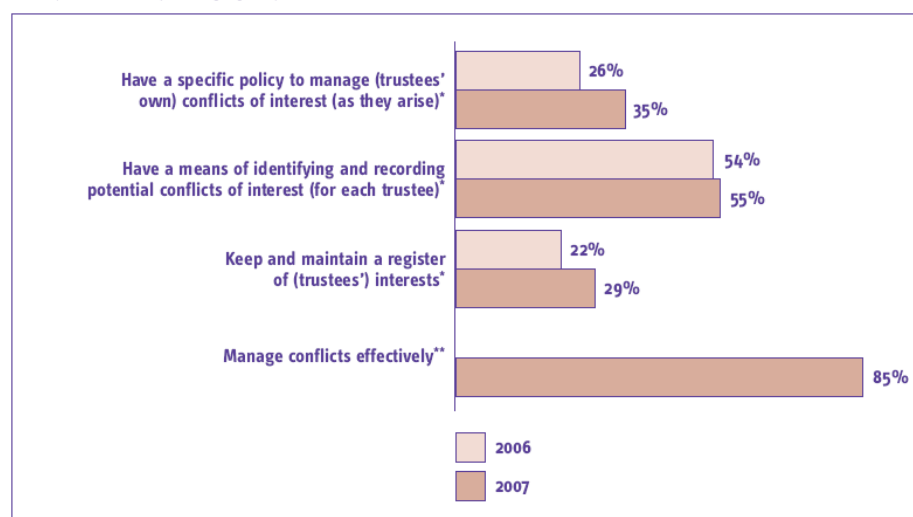 Have a specific policy to manage (trustees’
own) conflicts of interest (as they arise)*
26%
35%
Have a means of identifying and recording
potential conflicts of interest (for each trustee)*
54%
55%
Keep and maintain a register
of (trustees’) interests*
22%
29%
Manage conflicts effectively**
85%
2006
2007